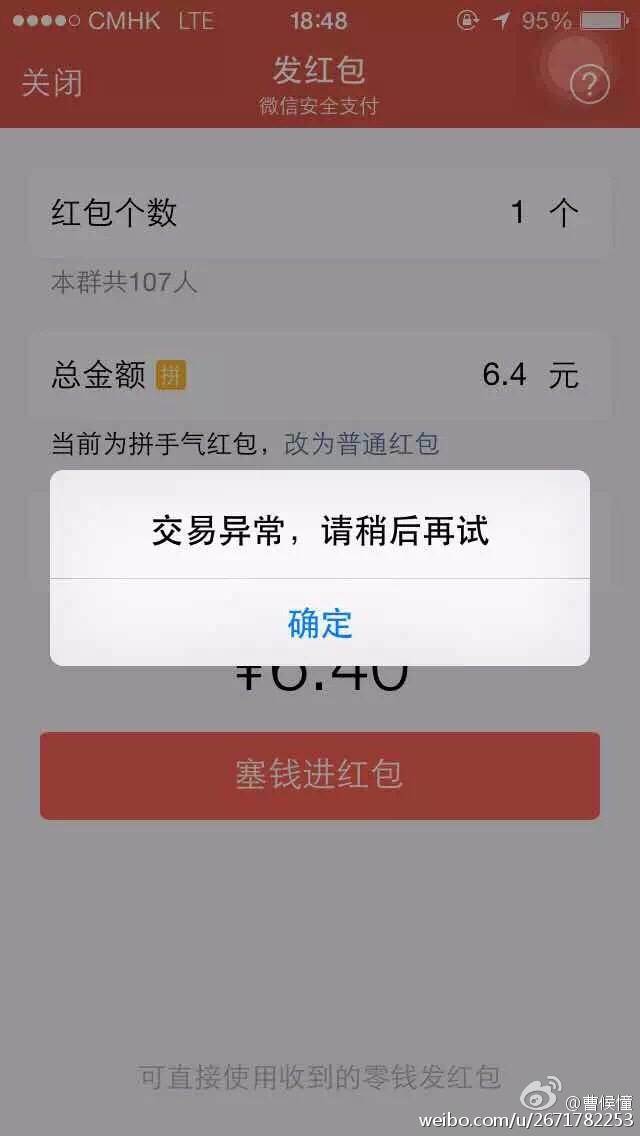 CMHK LTE 18:48 95%
关闭 发红包 ?
微信安全支付
红包个数 1 个
本群共107人
总金额 拼 6.4 元
当前为拼手气红包，改为普通红包
交易异常，请稍后再试
确定
¥6.40
塞钱进红包
可直接使用收到的零钱发红包
@曹候懂
weibo.com/u/2671782253